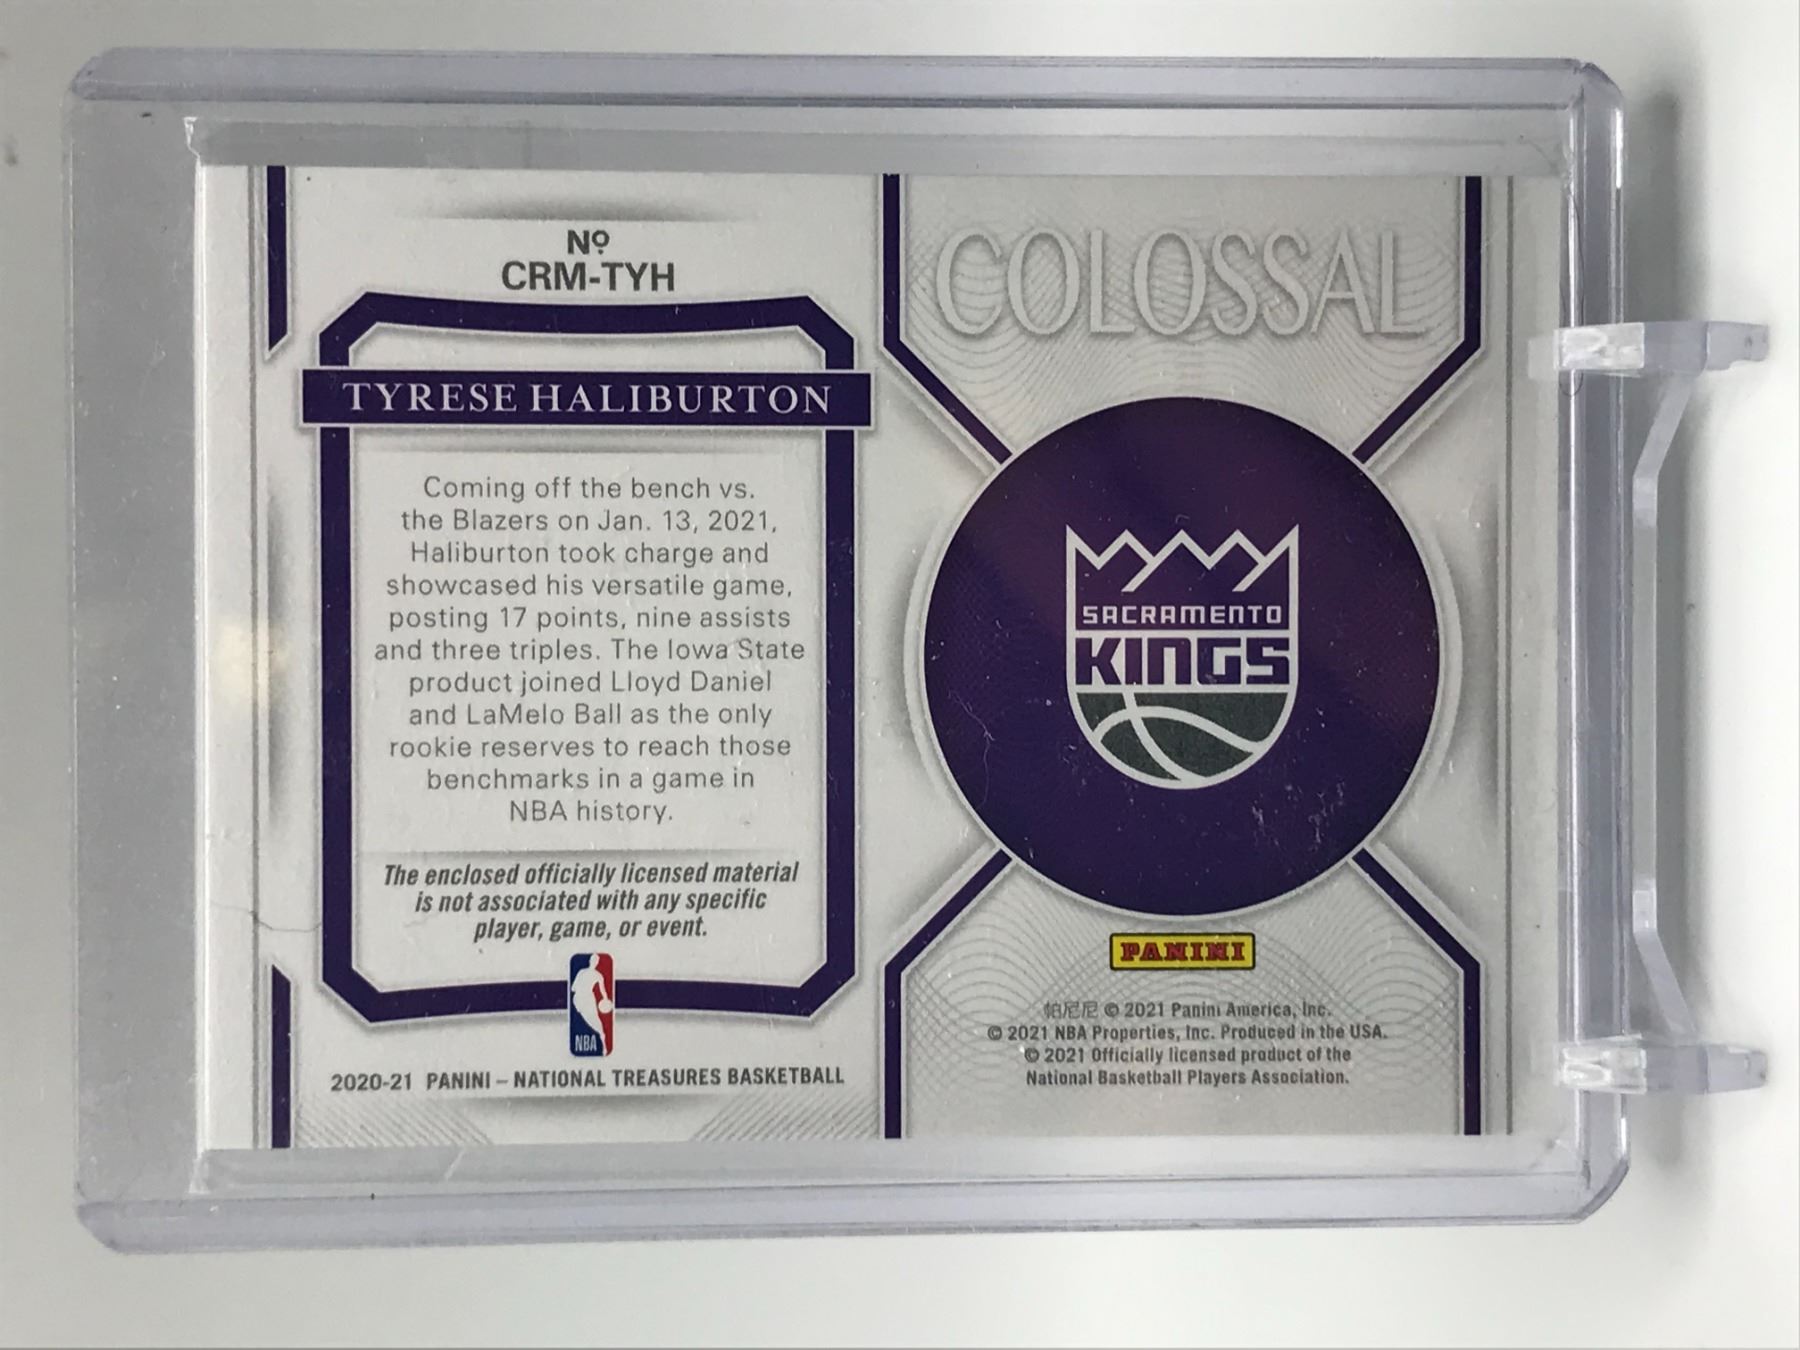 Nº
CRM-TYH
TYRESE HALIBURTON
Coming off the bench vs.
the Blazers on Jan. 13, 2021,
Haliburton took charge and
showcased his versatile game,
posting 17 points, nine assists
and three triples. The Iowa State
product joined Lloyd Daniel
and LaMelo Ball as the only
rookie reserves to reach those
benchmarks in a game in
NBA history.
The enclosed officially licensed material
is not associated with any specific
player, game, or event.
NBA
2020-21 PANINI – NATIONAL TREASURES BASKETBALL
COLOSSAL
SACRAMENTO
KINGS
PANINI
帕尼尼 © 2021 Panini America, Inc.
© 2021 NBA Properties, Inc. Produced in the USA.
© 2021 Officially licensed product of the
National Basketball Players Association.